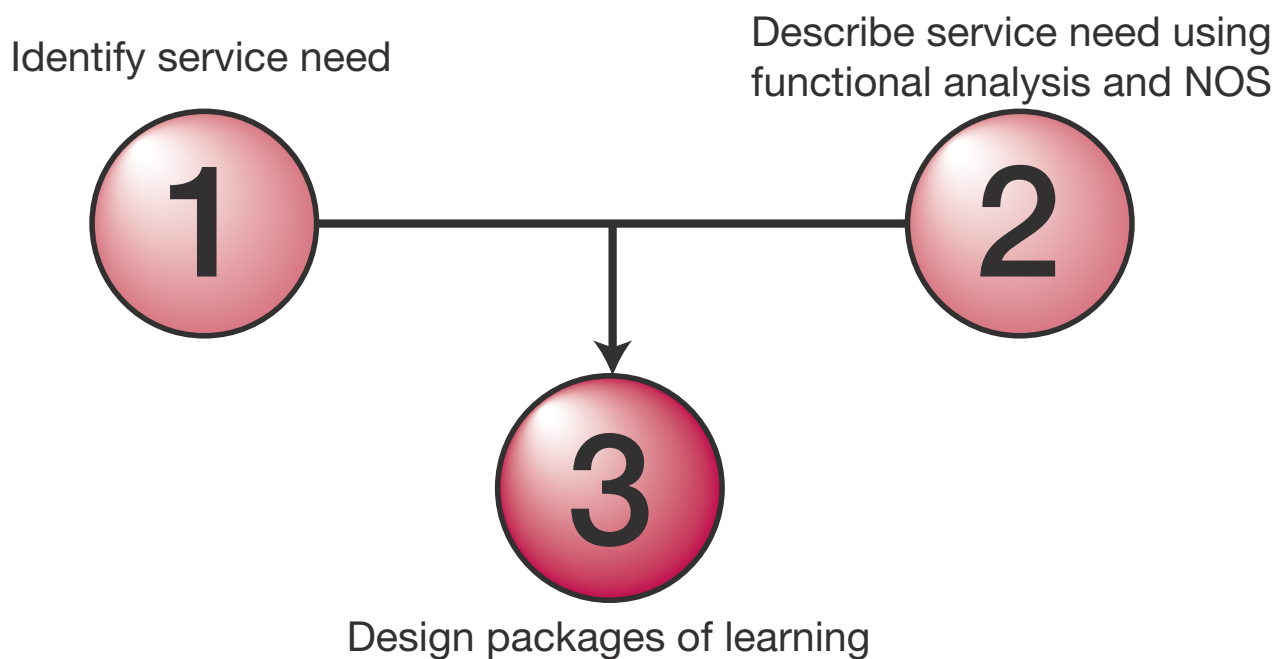 Identify service need
Describe service need using
functional analysis and NOS
1
2
3
Design packages of learning